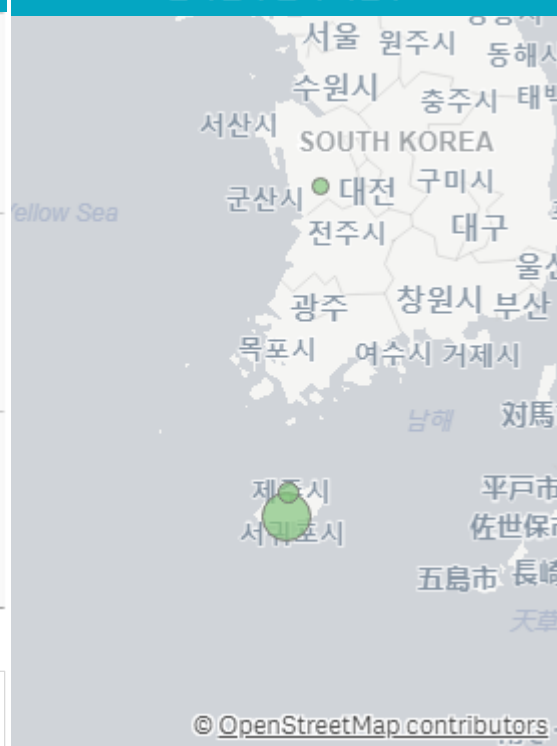 서울 원주시
동해시
수원시
충주시 태백
서산시
SOUTH KOREA
군산시 대전 구미시
Yellow Sea
전주시 대구
울산
광주 창원시 부산
목포시 여수시 거제시
남해 対馬
제주시 平戸市
서귀포시 佐世保市
五島市 長崎
天草
© OpenStreetMap contributors